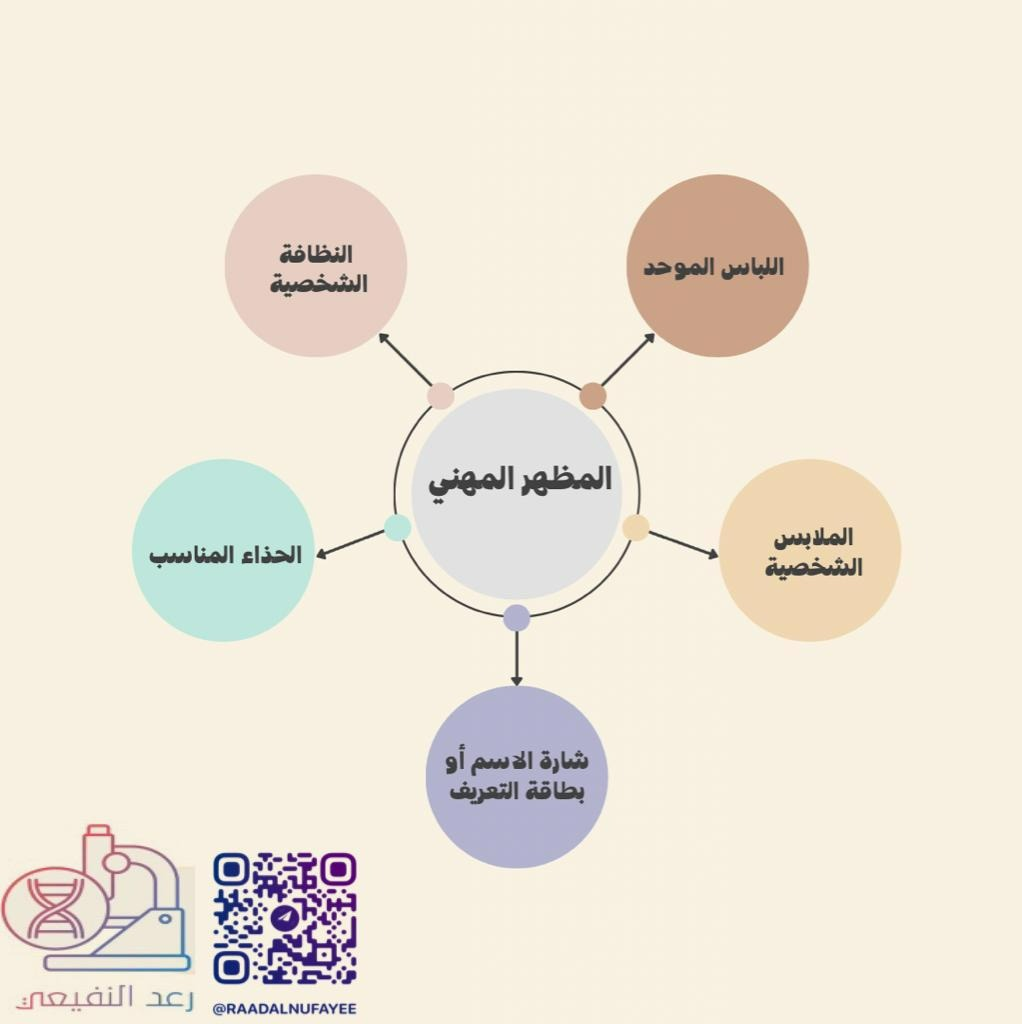 اللباس الموحد
النظافة
الشخصية
المظهر المهني
الملابس
الشخصية
الحذاء المناسب
شارة الاسم أو
بطاقة التعريف
رعد النفيعي
@RAADALNUFAYEE